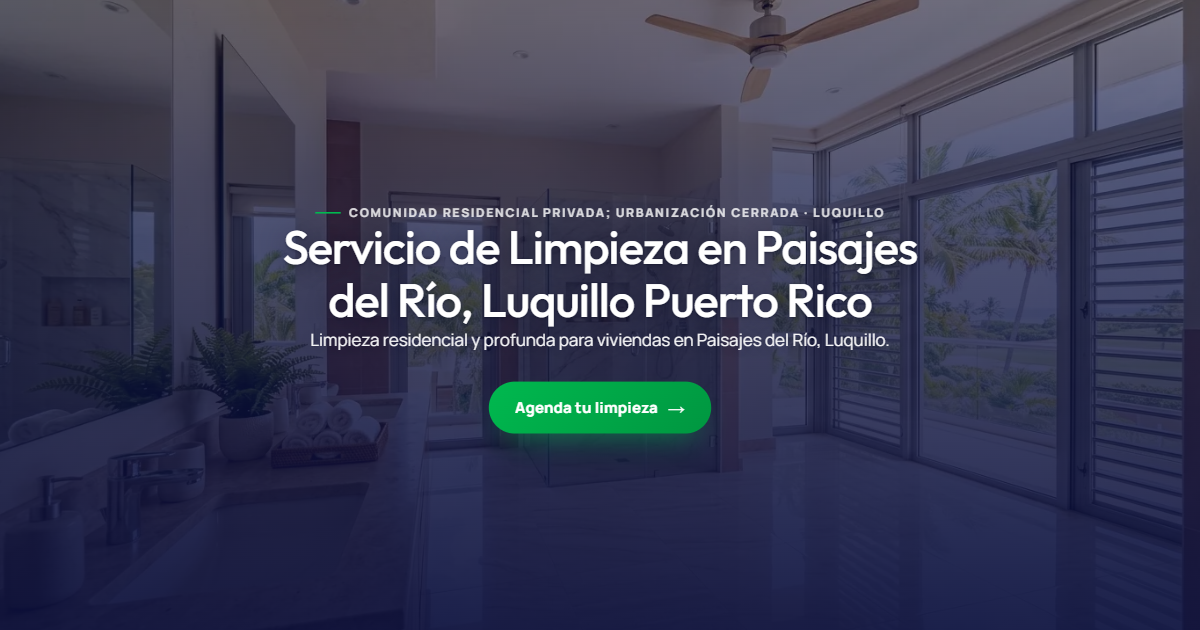 COMUNIDAD RESIDENCIAL PRIVADA; URBANIZACIÓN CERRADA · LUQUILLO
Servicio de Limpieza en Paisajes
del Río, Luquillo Puerto Rico
Limpieza residencial y profunda para viviendas en Paisajes del Río, Luquillo.
Agenda tu limpieza →